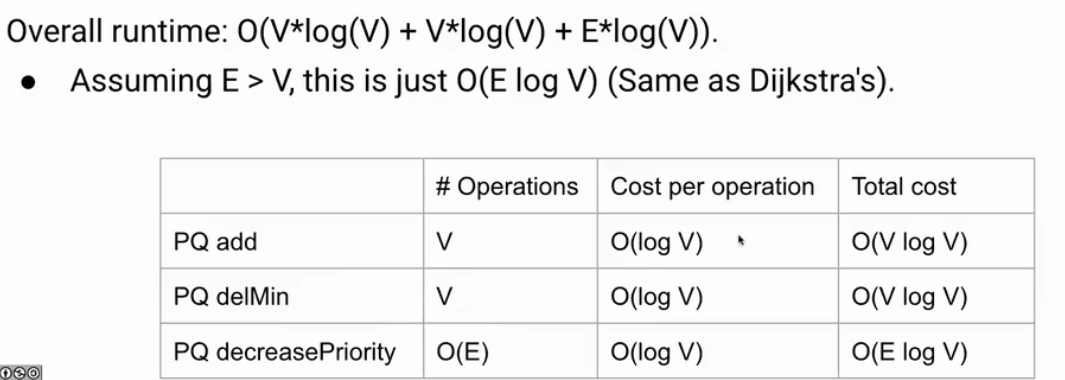 Overall runtime: O(V*log(V) + V*log(V) + E*log(V)).
● Assuming E > V, this is just O(E log V) (Same as Dijkstra's).
# Operations Cost per operation Total cost
PQ add V O(log V) O(V log V)
PQ delMin V O(log V) O(V log V)
PQ decreasePriority O(E) O(log V) O(E log V)